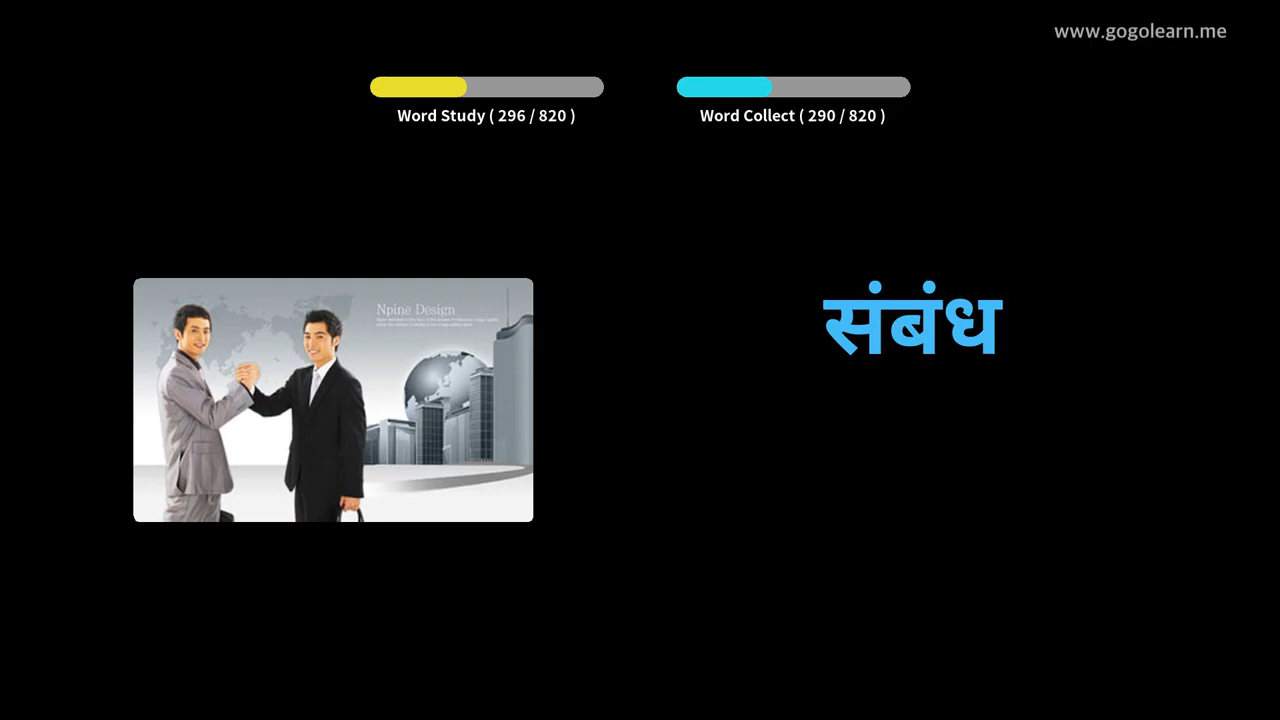 www.gogolearn.me
Word Study ( 296 / 820 )
Word Collect ( 290 / 820 )
Npine Design
संबंध